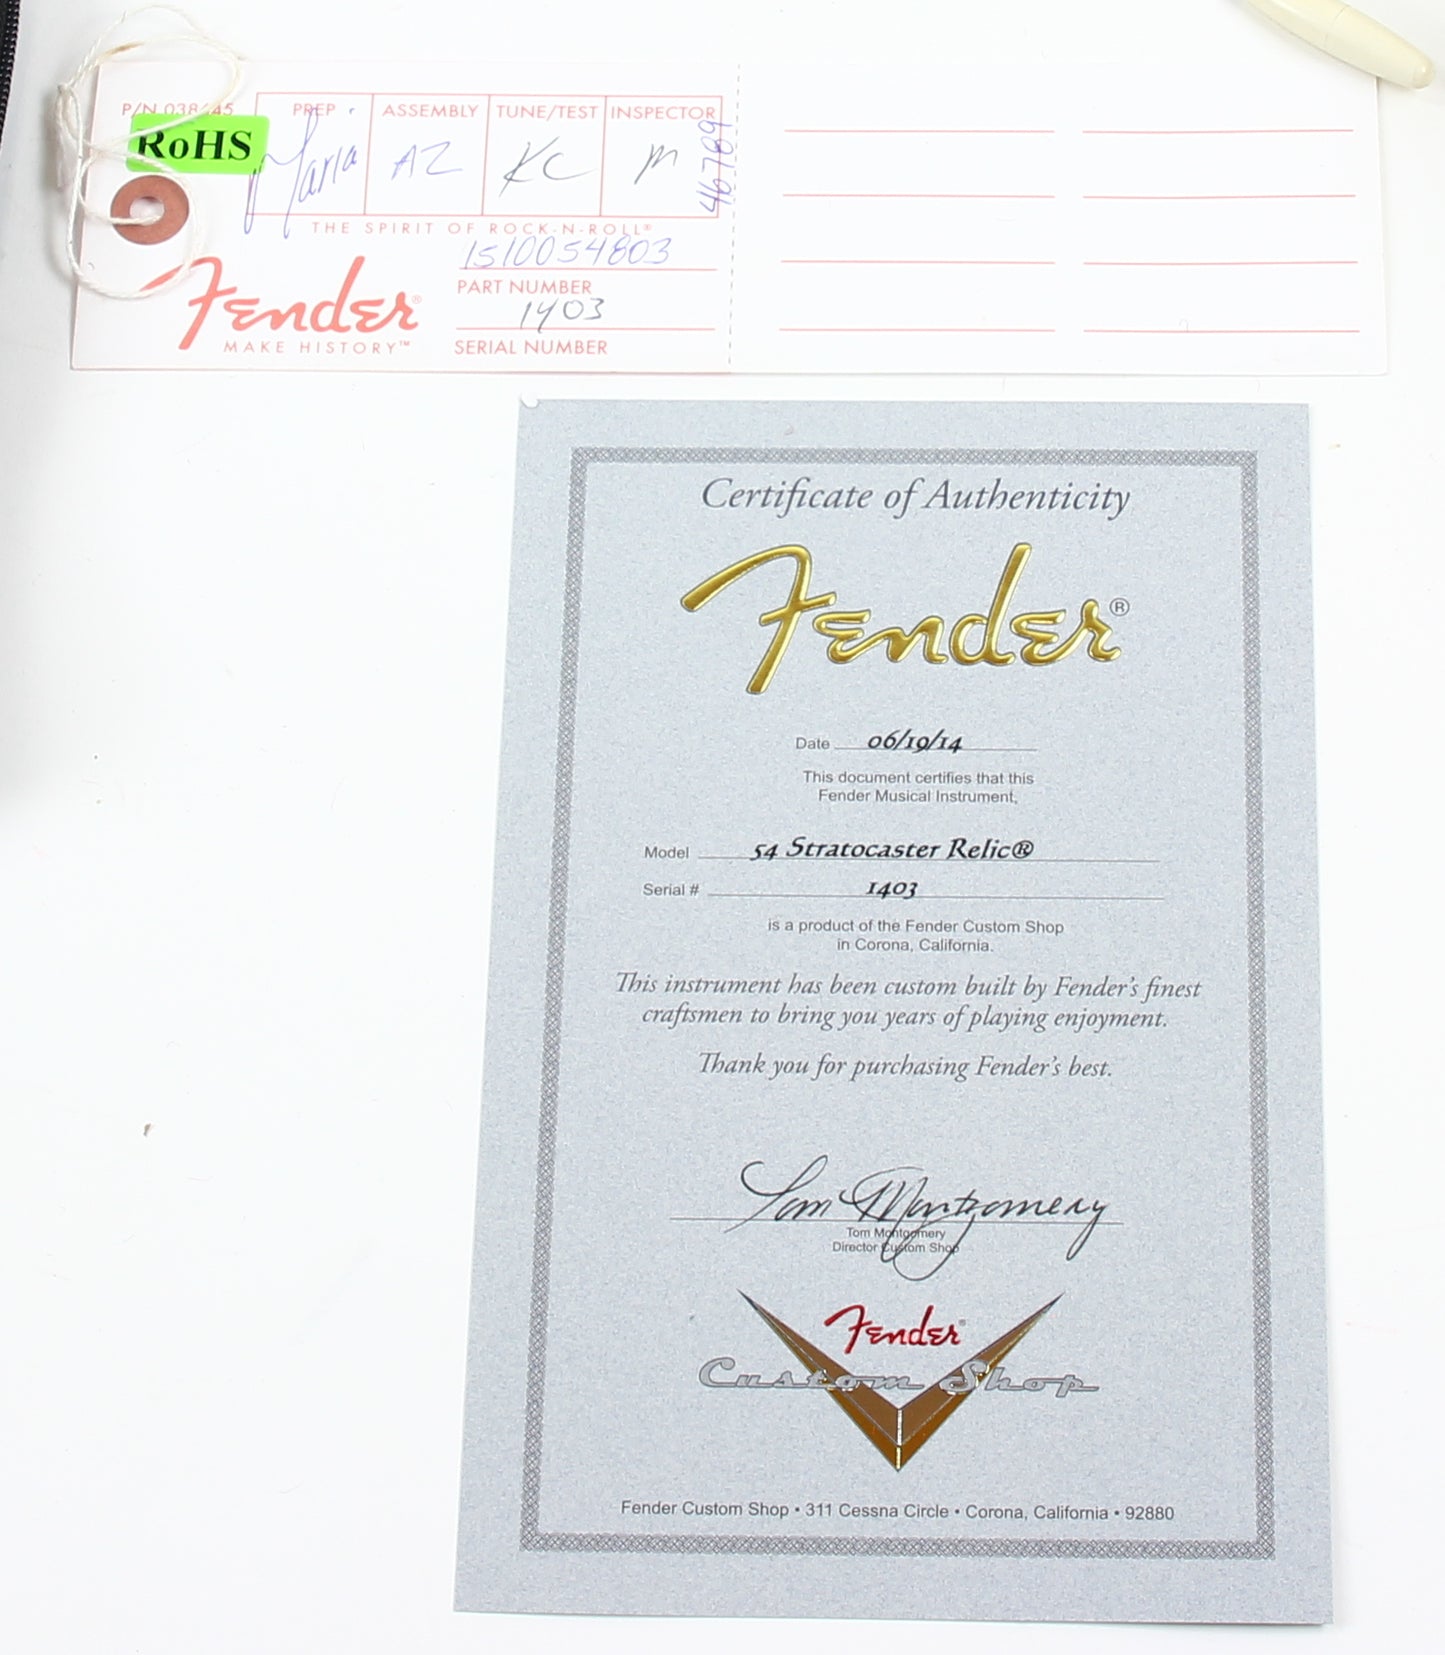 P/N 038445
RoHS
PREP ASSEMBLY TUNE/TEST INSPECTOR
Maria AZ KC M
46789
THE SPIRIT OF ROCK-N-ROLL®
1510054803
PART NUMBER
1403
SERIAL NUMBER
Fender®
MAKE HISTORY™
Certificate of Authenticity
Fender®
Date 06/19/14
This document certifies that this
Fender Musical Instrument,
Model 54 Stratocaster Relic®
Serial # 1403
is a product of the Fender Custom Shop
in Corona, California.
This instrument has been custom built by Fender's finest
craftsmen to bring you years of playing enjoyment.
Thank you for purchasing Fender's best.
Tom Montgomery
Tom Montgomery
Director Custom Shop
Fender®
Custom Shop
Fender Custom Shop • 311 Cessna Circle • Corona, California • 92880